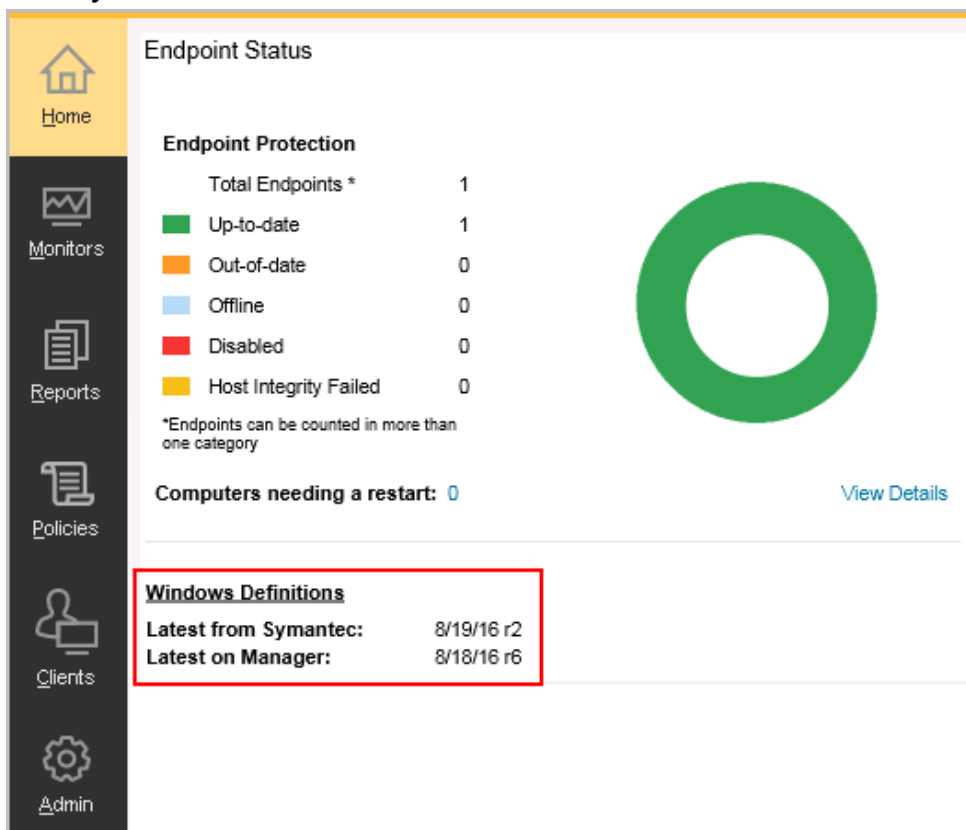 Endpoint Status
Home
Endpoint Protection
Total Endpoints * 1
Up-to-date 1
Monitors
Out-of-date 0
Offline 0
Disabled 0
Reports
Host Integrity Failed 0
*Endpoints can be counted in more than
one category
Computers needing a restart: 0 View Details
Policies
Windows Definitions
Latest from Symantec: 8/19/16 r2
Latest on Manager: 8/18/16 r6
Clients
Admin